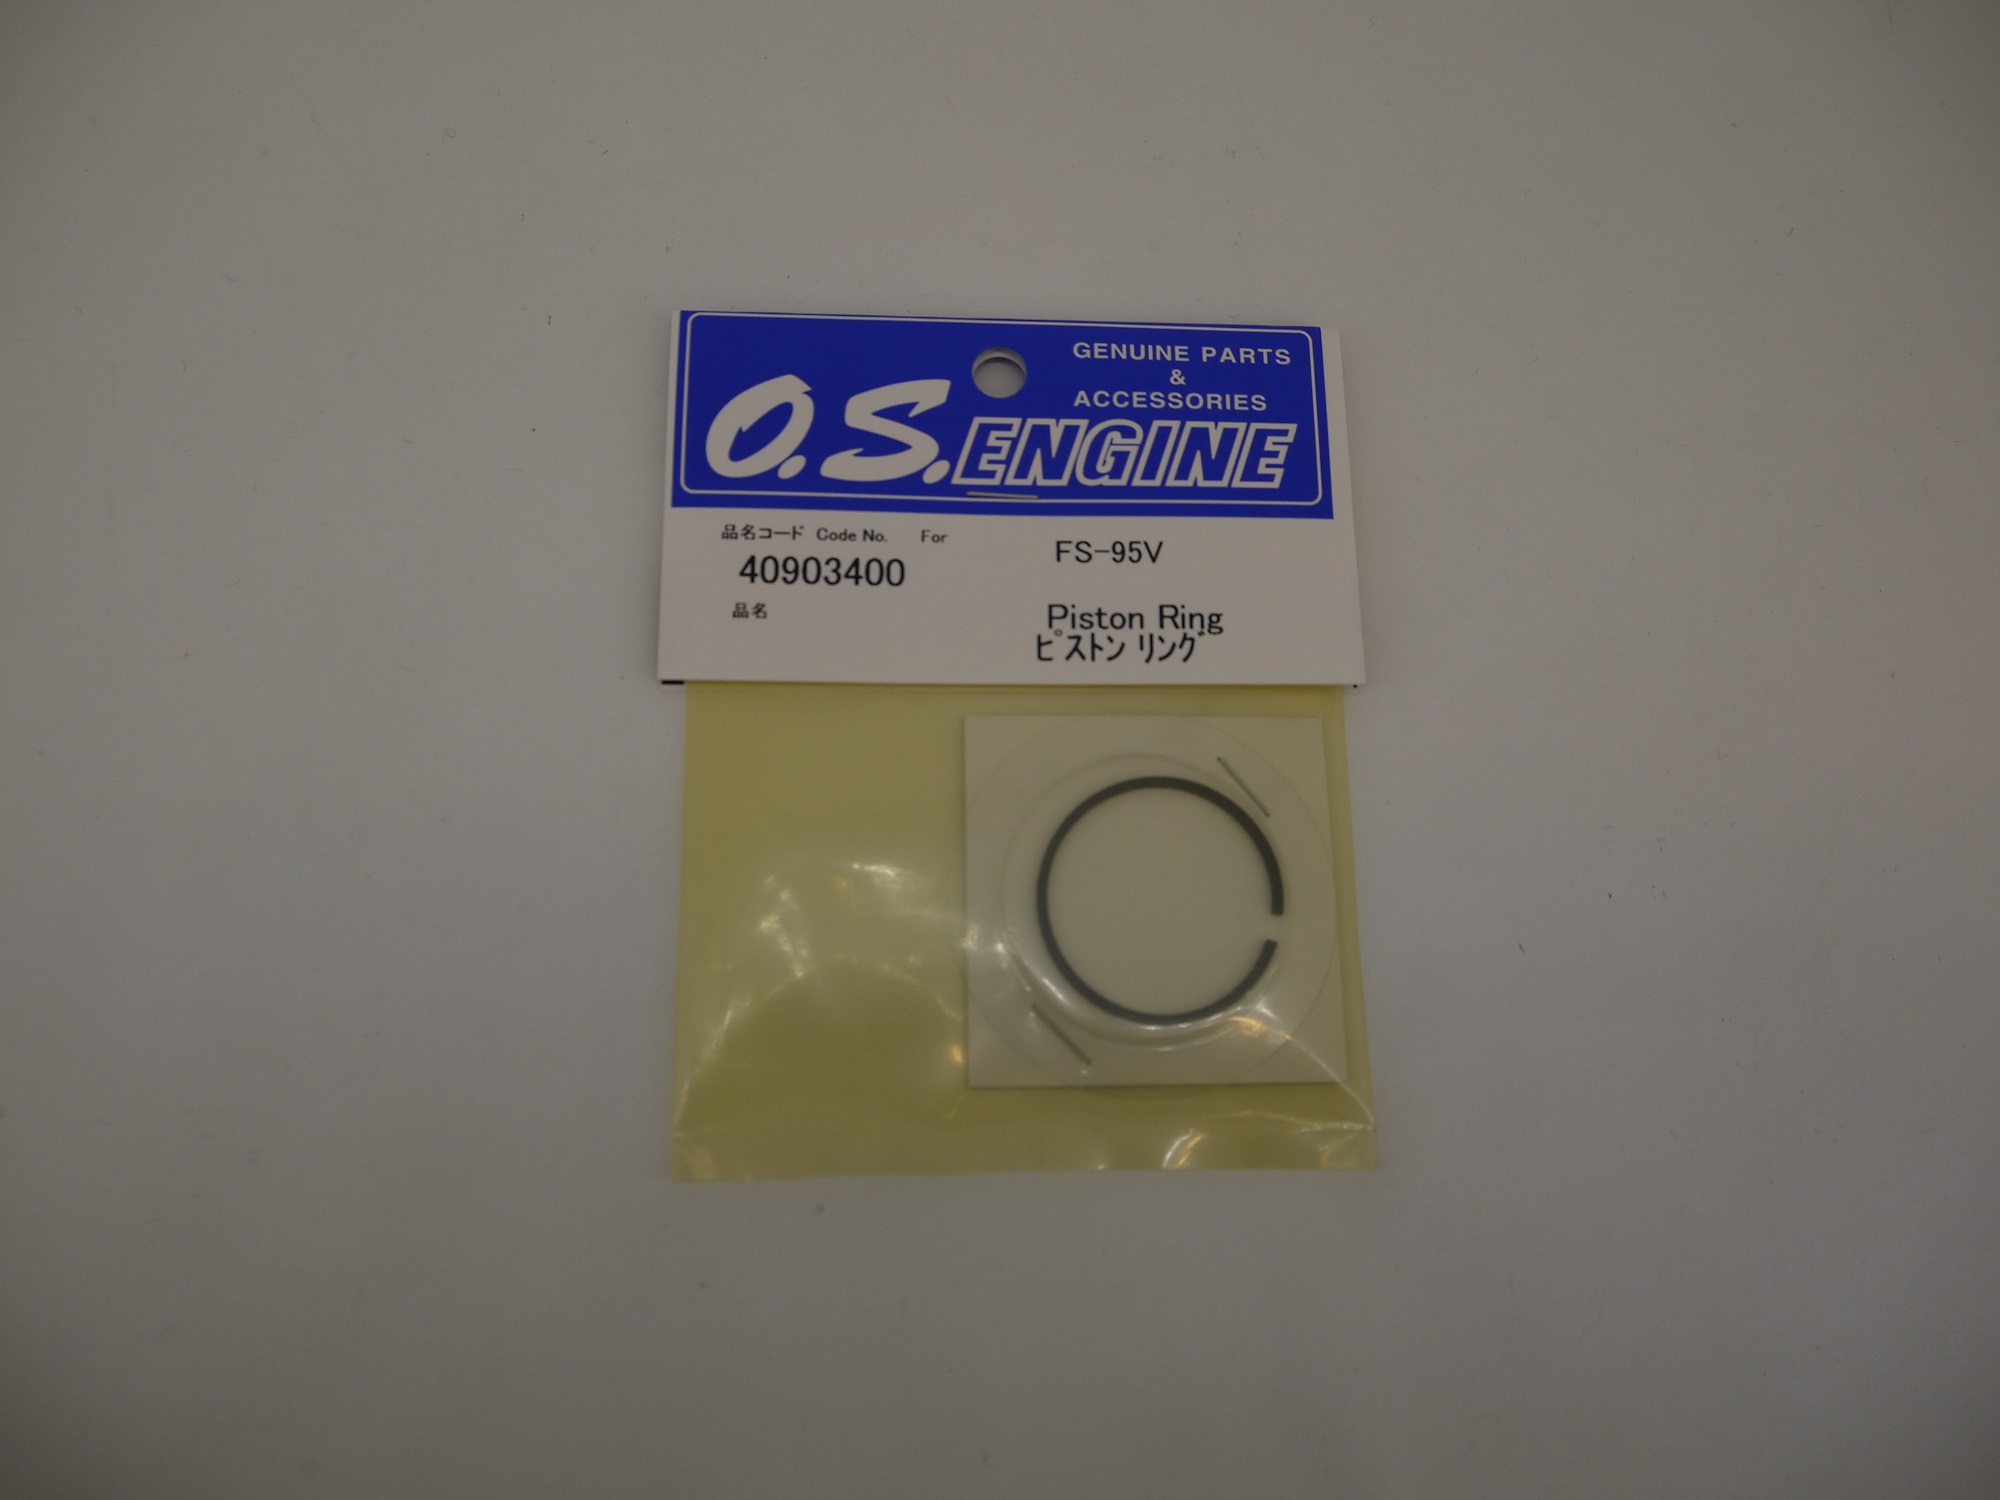 GENUINE PARTS
&
ACCESSORIES
O.S. ENGINE
品名コード Code No. For
FS-95V
40903400
品名
Piston Ring
ピストン リング